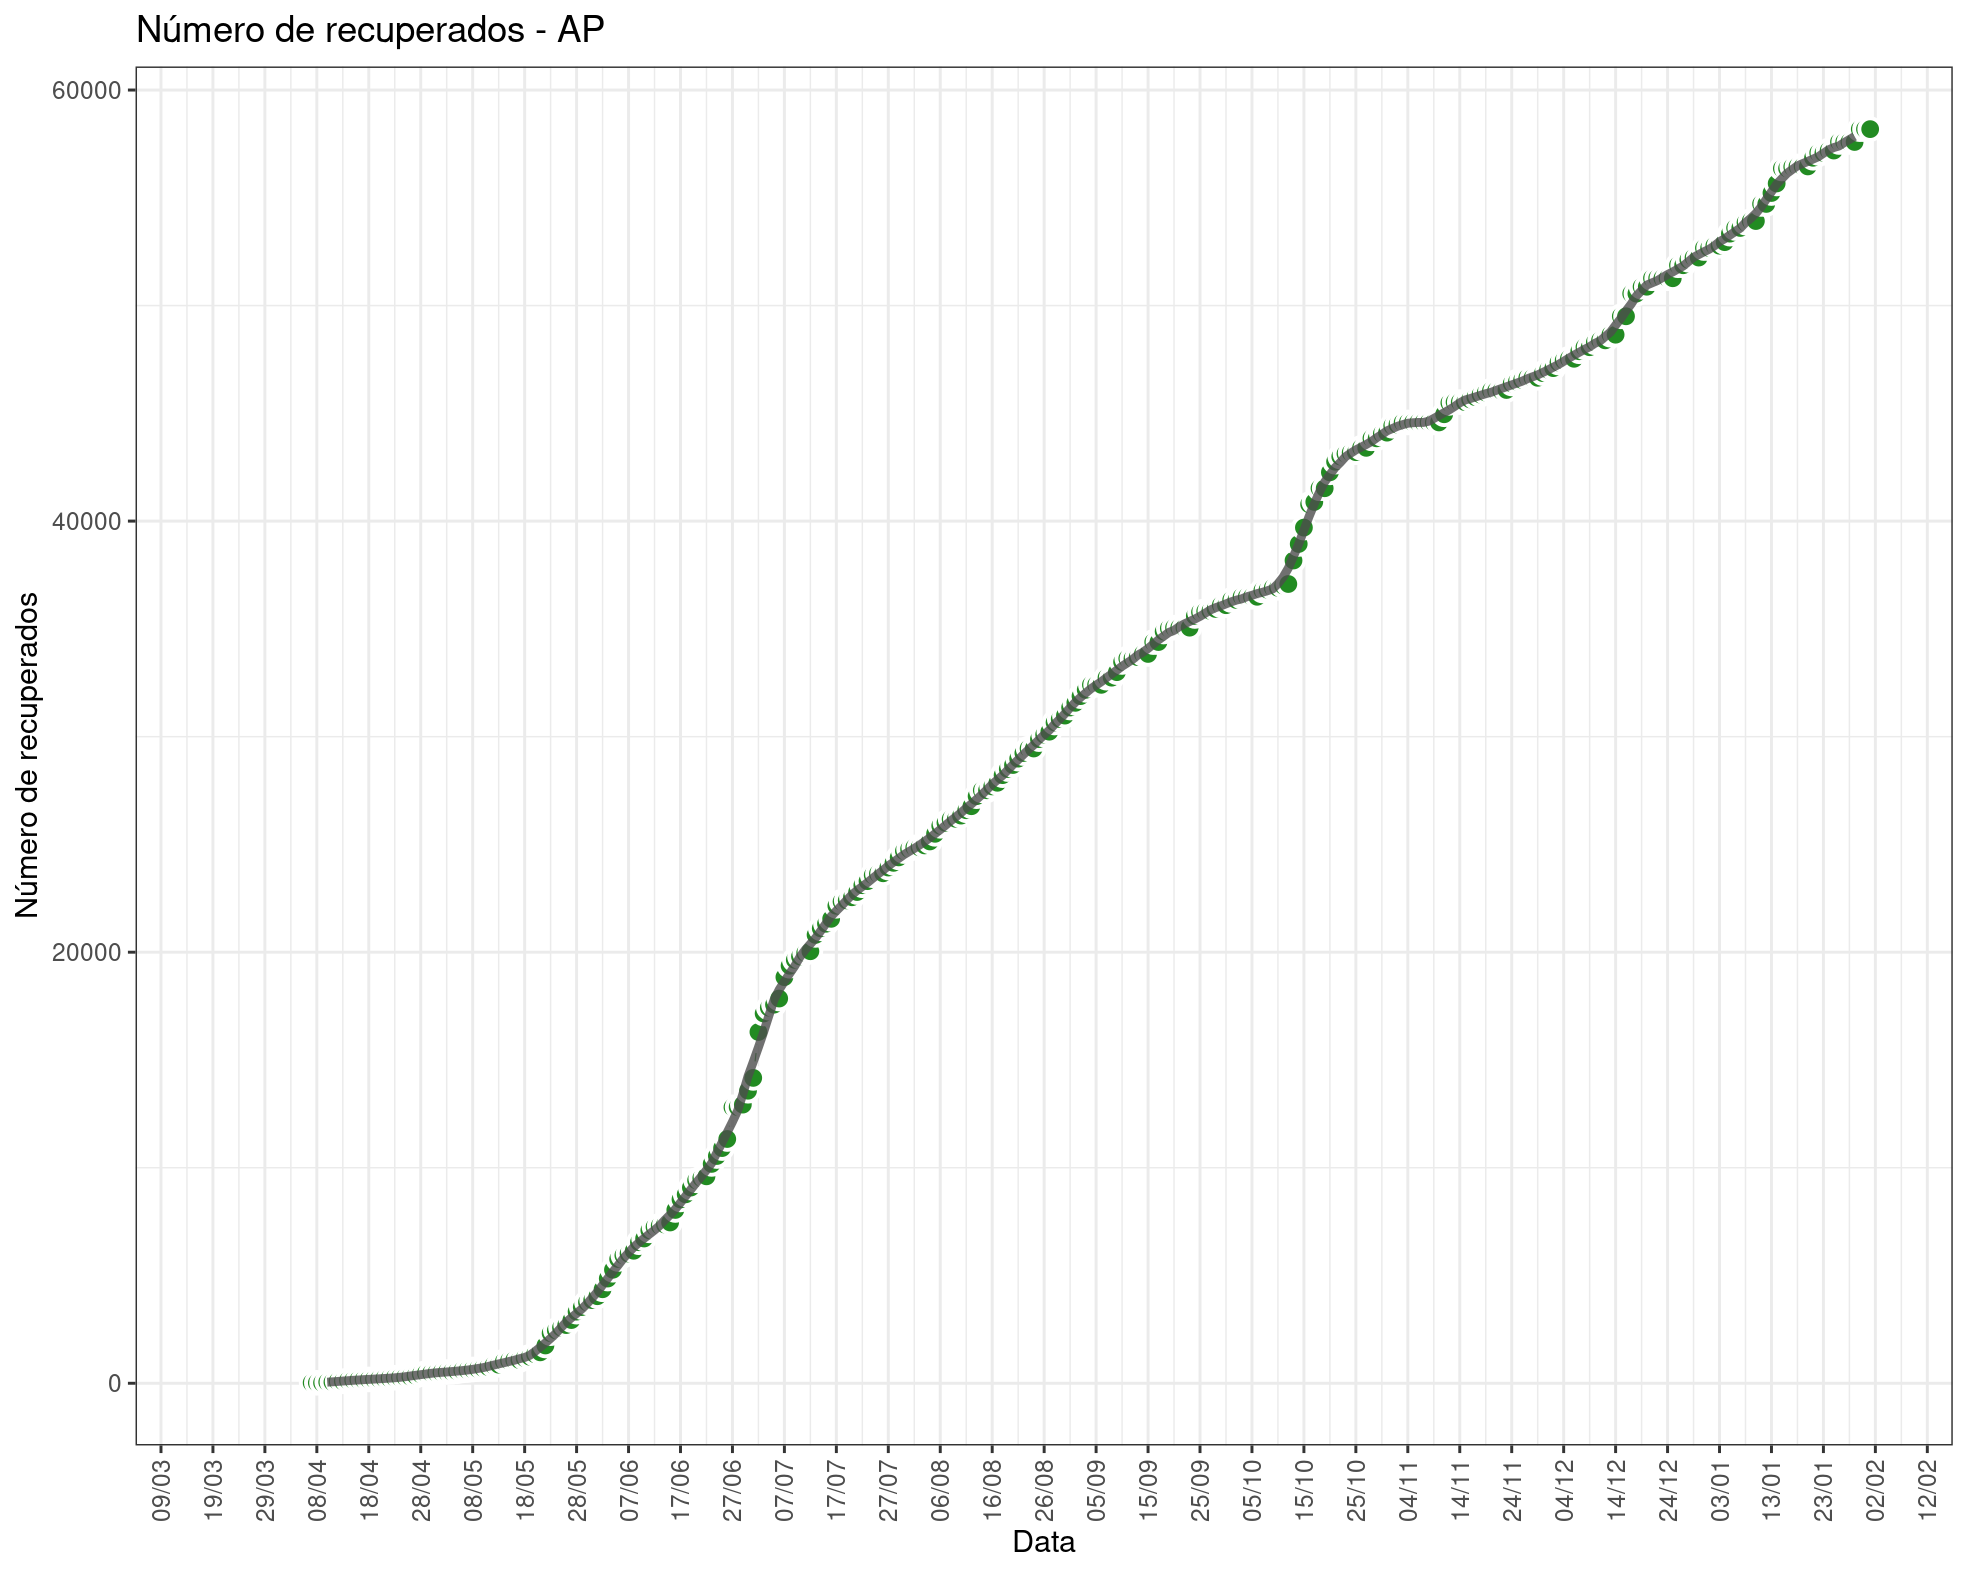 Número de recuperados - AP
Número de recuperados
60000
40000
20000
0
09/03 19/03 29/03 08/04 18/04 28/04 08/05 18/05 28/05 07/06 17/06 27/06 07/07 17/07 27/07 06/08 16/08 26/08 05/09 15/09 25/09 05/10 15/10 25/10 04/11 14/11 24/11 04/12 14/12 24/12 03/01 13/01 23/01 02/02 12/02
Data